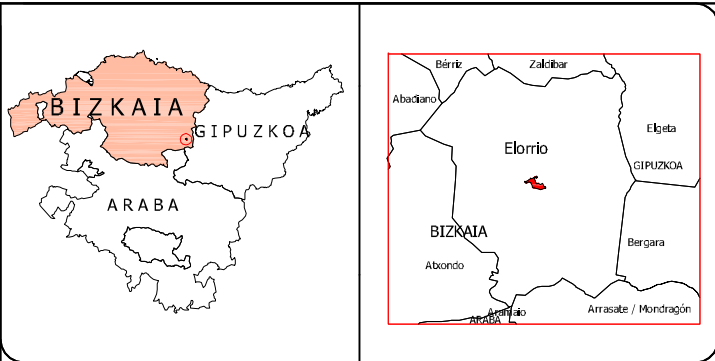 BIZKAIA
GIPUZKOA
ARABA
Bérriz
Zaldibar
Abadiano
Elgeta
Elorrio
GIPUZKOA
BIZKAIA
Bergara
Atxondo
Aramaio
ARABA
Arrasate / Mondragón